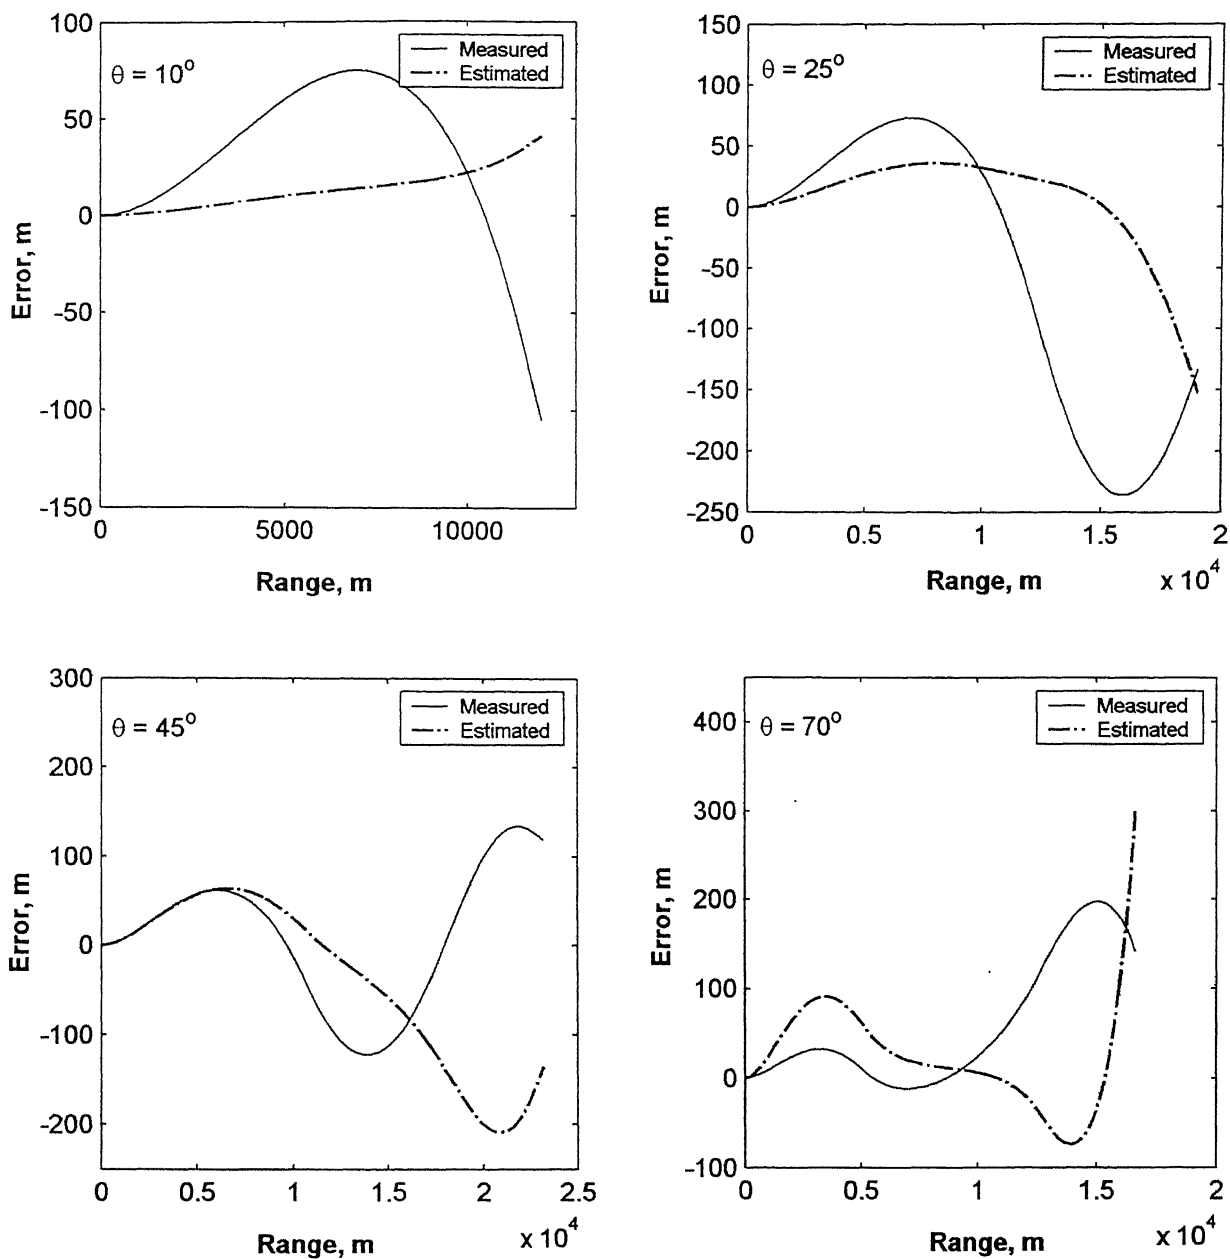 θ = 10°
Measured
Estimated
100
50
0
-50
-100
-150
Error, m
0
5000
10000
Range, m
θ = 25°
Measured
Estimated
150
100
50
0
-50
-100
-150
-200
-250
Error, m
0
0.5
1
1.5
2
Range, m
x 10⁴
θ = 45°
Measured
Estimated
300
200
100
0
-100
-200
Error, m
0
0.5
1
1.5
2
2.5
Range, m
x 10⁴
θ = 70°
Measured
Estimated
400
300
200
100
0
-100
Error, m
0
0.5
1
1.5
2
Range, m
x 10⁴